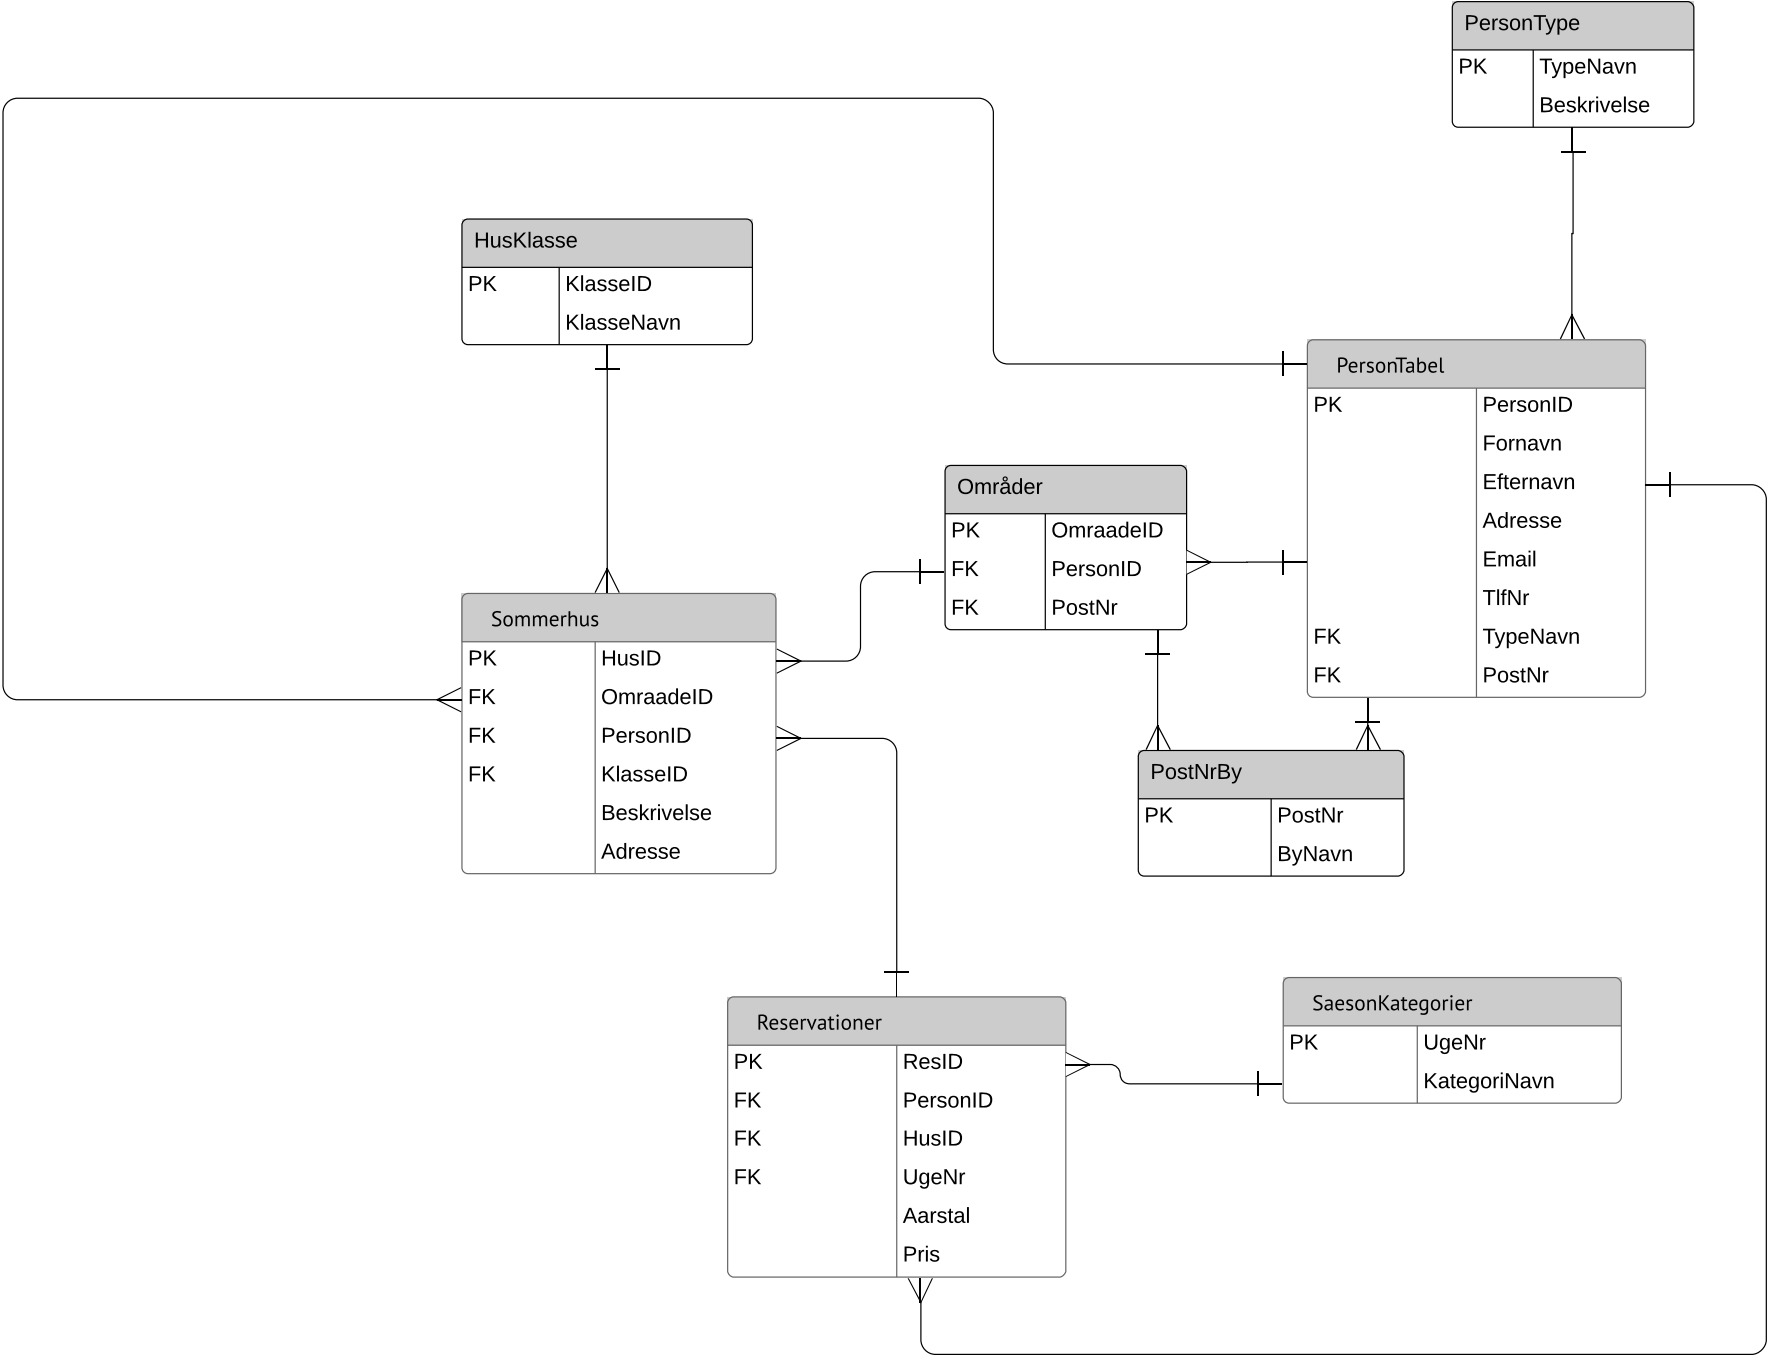 PersonType
PK TypeNavn
Beskrivelse
HusKlasse
PK KlasseID
KlasseNavn
PersonTabel
PK PersonID
Fornavn
Efternavn
Adresse
Email
TlfNr
FK TypeNavn
FK PostNr
Områder
PK OmraadeID
FK PersonID
FK PostNr
Sommerhus
PK HusID
FK OmraadeID
FK PersonID
FK KlasseID
Beskrivelse
Adresse
PostNrBy
PK PostNr
ByNavn
Reservationer
PK ResID
FK PersonID
FK HusID
FK UgeNr
Aarstal
Pris
SaesonKategorier
PK UgeNr
KategoriNavn